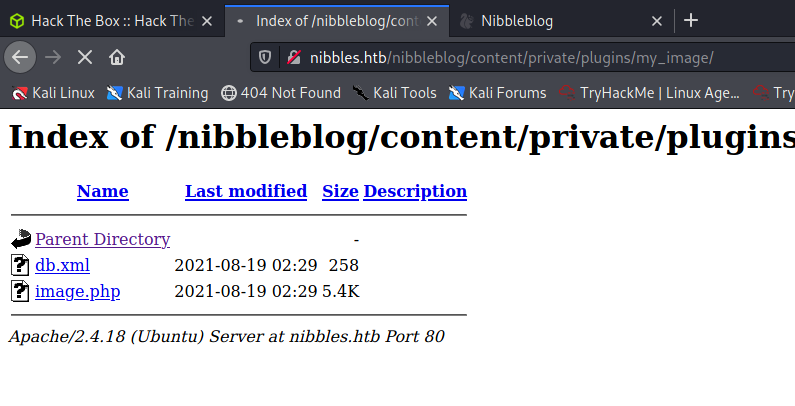 Hack The Box :: Hack The
Index of /nibbleblog/cont
Nibbleblog
nibbles.htb/nibbleblog/content/private/plugins/my_image/
Kali Linux
Kali Training
404 Not Found
Kali Tools
Kali Forums
TryHackMe | Linux Age...
Try
Index of /nibbleblog/content/private/plugins
Name Last modified Size Description
Parent Directory -
db.xml 2021-08-19 02:29 258
image.php 2021-08-19 02:29 5.4K
Apache/2.4.18 (Ubuntu) Server at nibbles.htb Port 80